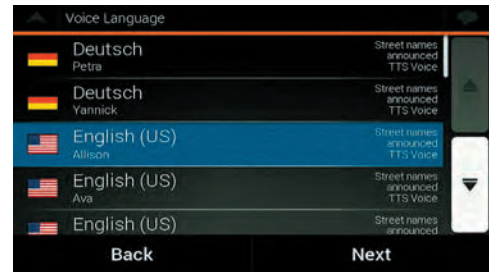 Voice Language
Deutsch
Petra
Street names
announced
TTS Voice
Deutsch
Yannick
Street names
announced
TTS Voice
English (US)
Allison
Street names
announced
TTS Voice
English (US)
Ava
Street names
announced
TTS Voice
English (US)
Street names
announced
Back
Next